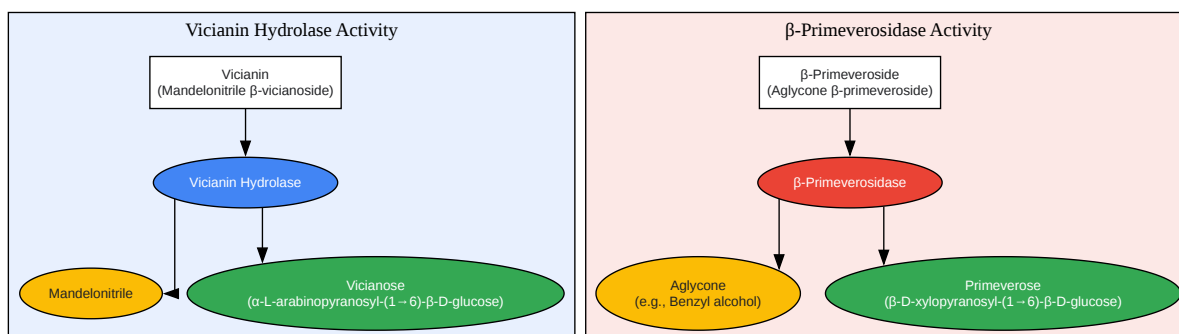 Vicianin Hydrolase Activity
Vicianin
(Mandelonitrile β-vicianoside)
Vicianin Hydrolase
Mandelonitrile
Vicianose
(α-L-arabinopyranosyl-(1→6)-β-D-glucose)
β-Primeverosidase Activity
β-Primeveroside
(Aglycone β-primeveroside)
β-Primeverosidase
Aglycone
(e.g., Benzyl alcohol)
Primeverose
(β-D-xylopyranosyl-(1→6)-β-D-glucose)